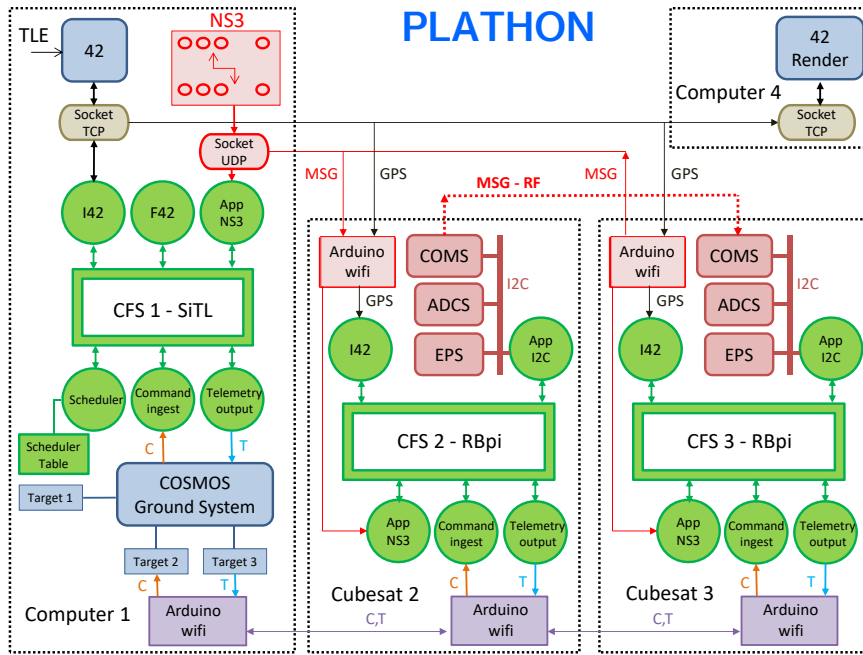 PLATHON
TLE
42
NS3
Socket
TCP
Socket
UDP
MSG
GPS
MSG
GPS
42
Render
Computer 4
Socket
TCP
I42
F42
App
NS3
MSG - RF
CFS 1 - SiTL
Scheduler
Command
ingest
Telemetry
output
Scheduler
Table
C
T
COSMOS
Ground System
Target 1
Target 2
Target 3
C
T
Computer 1
Arduino
wifi
Arduino
wifi
GPS
COMS
ADCS
EPS
I2C
I42
App
I2C
CFS 2 - RBpi
App
NS3
Command
ingest
Telemetry
output
C
T
Cubesat 2
C,T
Arduino
wifi
Arduino
wifi
GPS
COMS
ADCS
EPS
I2C
I42
App
I2C
CFS 3 - RBpi
App
NS3
Command
ingest
Telemetry
output
C
T
Cubesat 3
C,T
Arduino
wifi